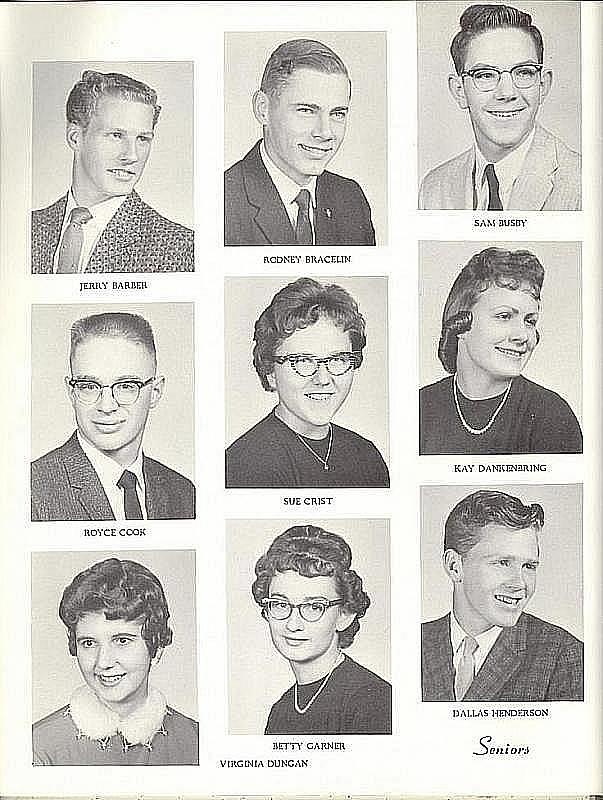 SAM BUSBY
RODNEY BRACELIN
JERRY BARBER
KAY DANKENBRING
SUE CRIST
ROYCE COOK
DALLAS HENDERSON
BETTY GARNER
Seniors
VIRGINIA DUNGAN